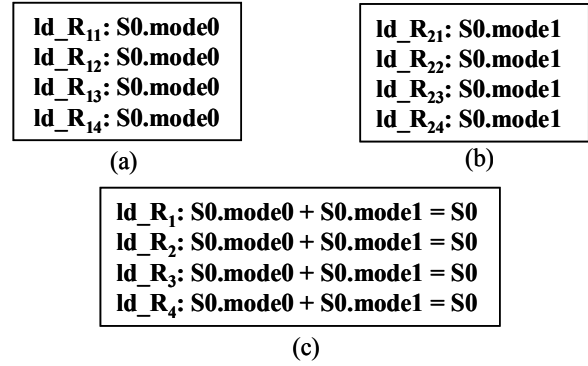 ld_R₁₁: S0.mode0
ld_R₁₂: S0.mode0
ld_R₁₃: S0.mode0
ld_R₁₄: S0.mode0
(a)
ld_R₂₁: S0.mode1
ld_R₂₂: S0.mode1
ld_R₂₃: S0.mode1
ld_R₂₄: S0.mode1
(b)
ld_R₁: S0.mode0 + S0.mode1 = S0
ld_R₂: S0.mode0 + S0.mode1 = S0
ld_R₃: S0.mode0 + S0.mode1 = S0
ld_R₄: S0.mode0 + S0.mode1 = S0
(c)